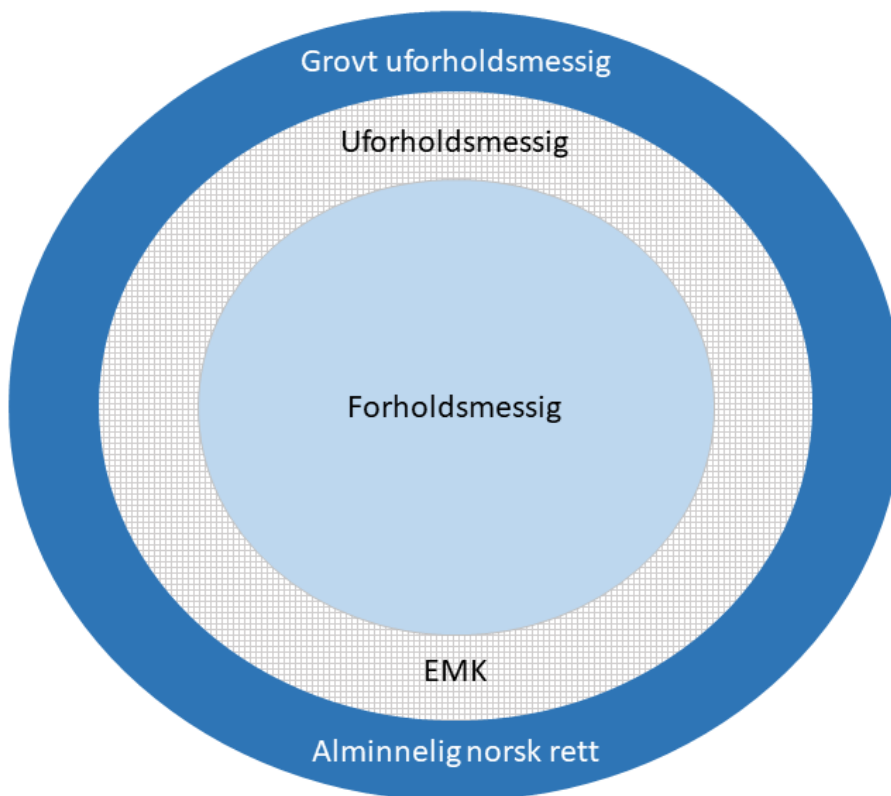 Grovt uforholdsmessig
Uforholdsmessig
Forholdsmessig
EMK
Alminnelig norsk rett